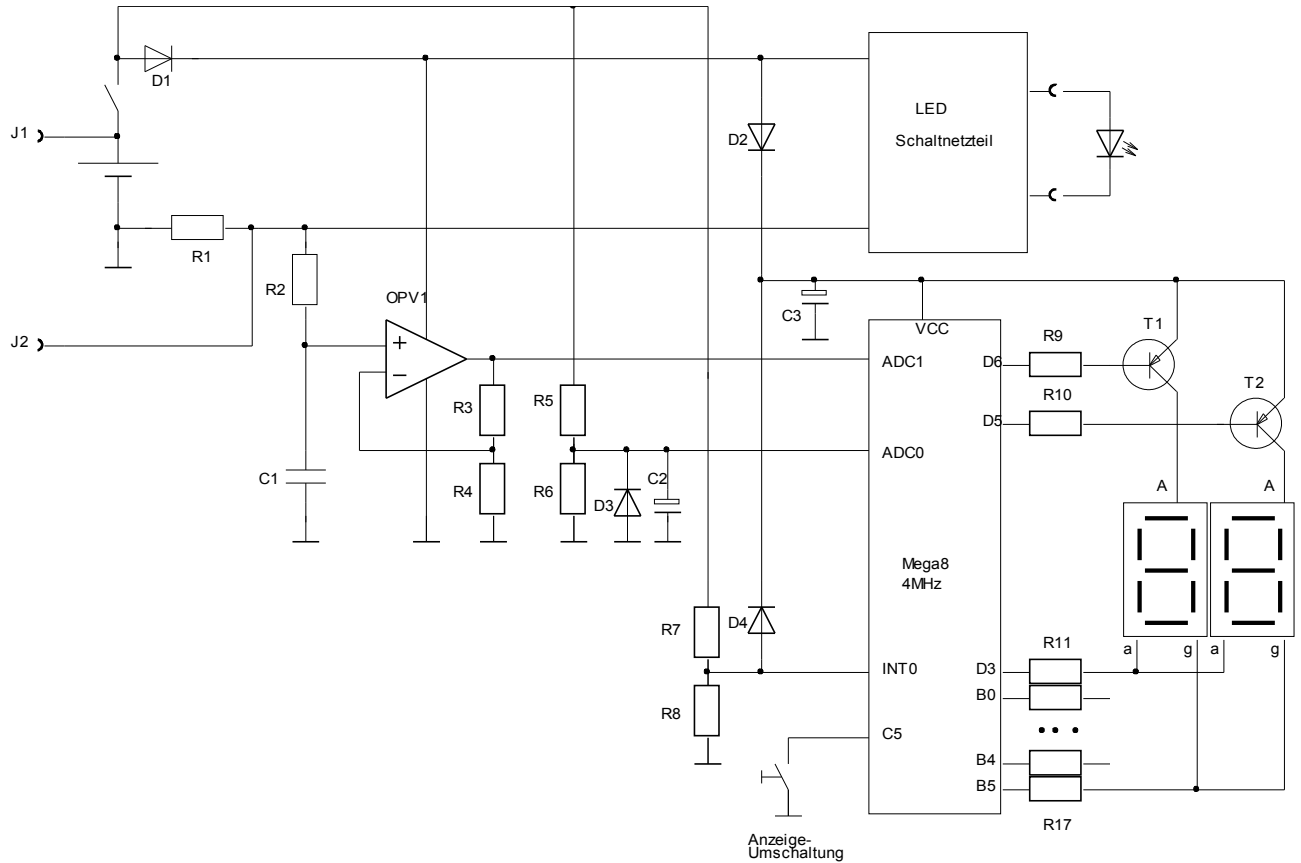 D1
J1
D2
LED
Schaltnetzteil
R1
R2
OPV1
C3
J2
VCC
T1
R9
ADC1
D6
T2
R10
R3
R5
D5
ADC0
C1
R4
R6
D3
C2
A
A
Mega8
4MHz
R7
D4
R11
a
g
a
g
INT0
D3
B0
R8
C5
B4
B5
R17
Anzeige-
Umschaltung